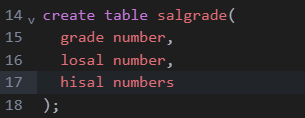 14 create table salgrade(
15 grade number,
16 losal number,
17 hisal numbers
18 );